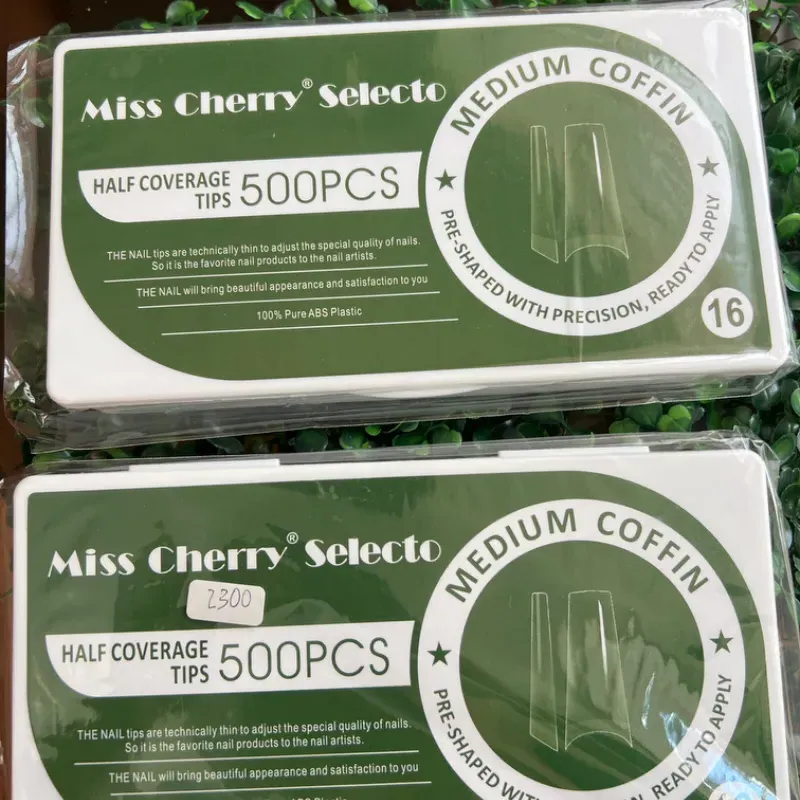 Miss Cherry® Selecto
HALF COVERAGE
TIPS 500PCS
THE NAIL tips are technically thin to adjust the special quality of nails.
So it is the favorite nail products to the nail artists.
THE NAIL will bring beautiful appearance and satisfaction to you
100% Pure ABS Plastic
MEDIUM COFFIN
★ PRE-SHAPED WITH PRECISION, READY TO APPLY ★
16
Miss Cherry® Selecto
2300
HALF COVERAGE
TIPS 500PCS
THE NAIL tips are technically thin to adjust the special quality of nails.
So it is the favorite nail products to the nail artists.
THE NAIL will bring beautiful appearance and satisfaction to you
ABS Plastic
MEDIUM COFFIN
★ PRE-SHAPED WITH PRECISION, READY TO APPLY ★